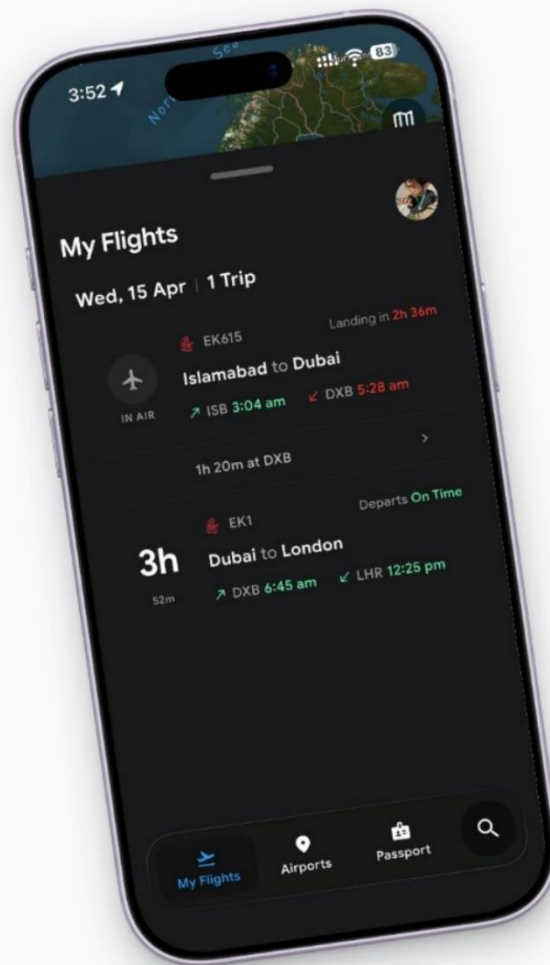 3:52
83
Sea
Nor
My Flights
Wed, 15 Apr | 1 Trip
EK615
Landing in 2h 36m
Islamabad to Dubai
IN AIR
ISB 3:04 am
DXB 5:28 am
1h 20m at DXB
EK1
Departs On Time
3h
Dubai to London
52m
DXB 6:45 am
LHR 12:25 pm
My Flights
Airports
Passport